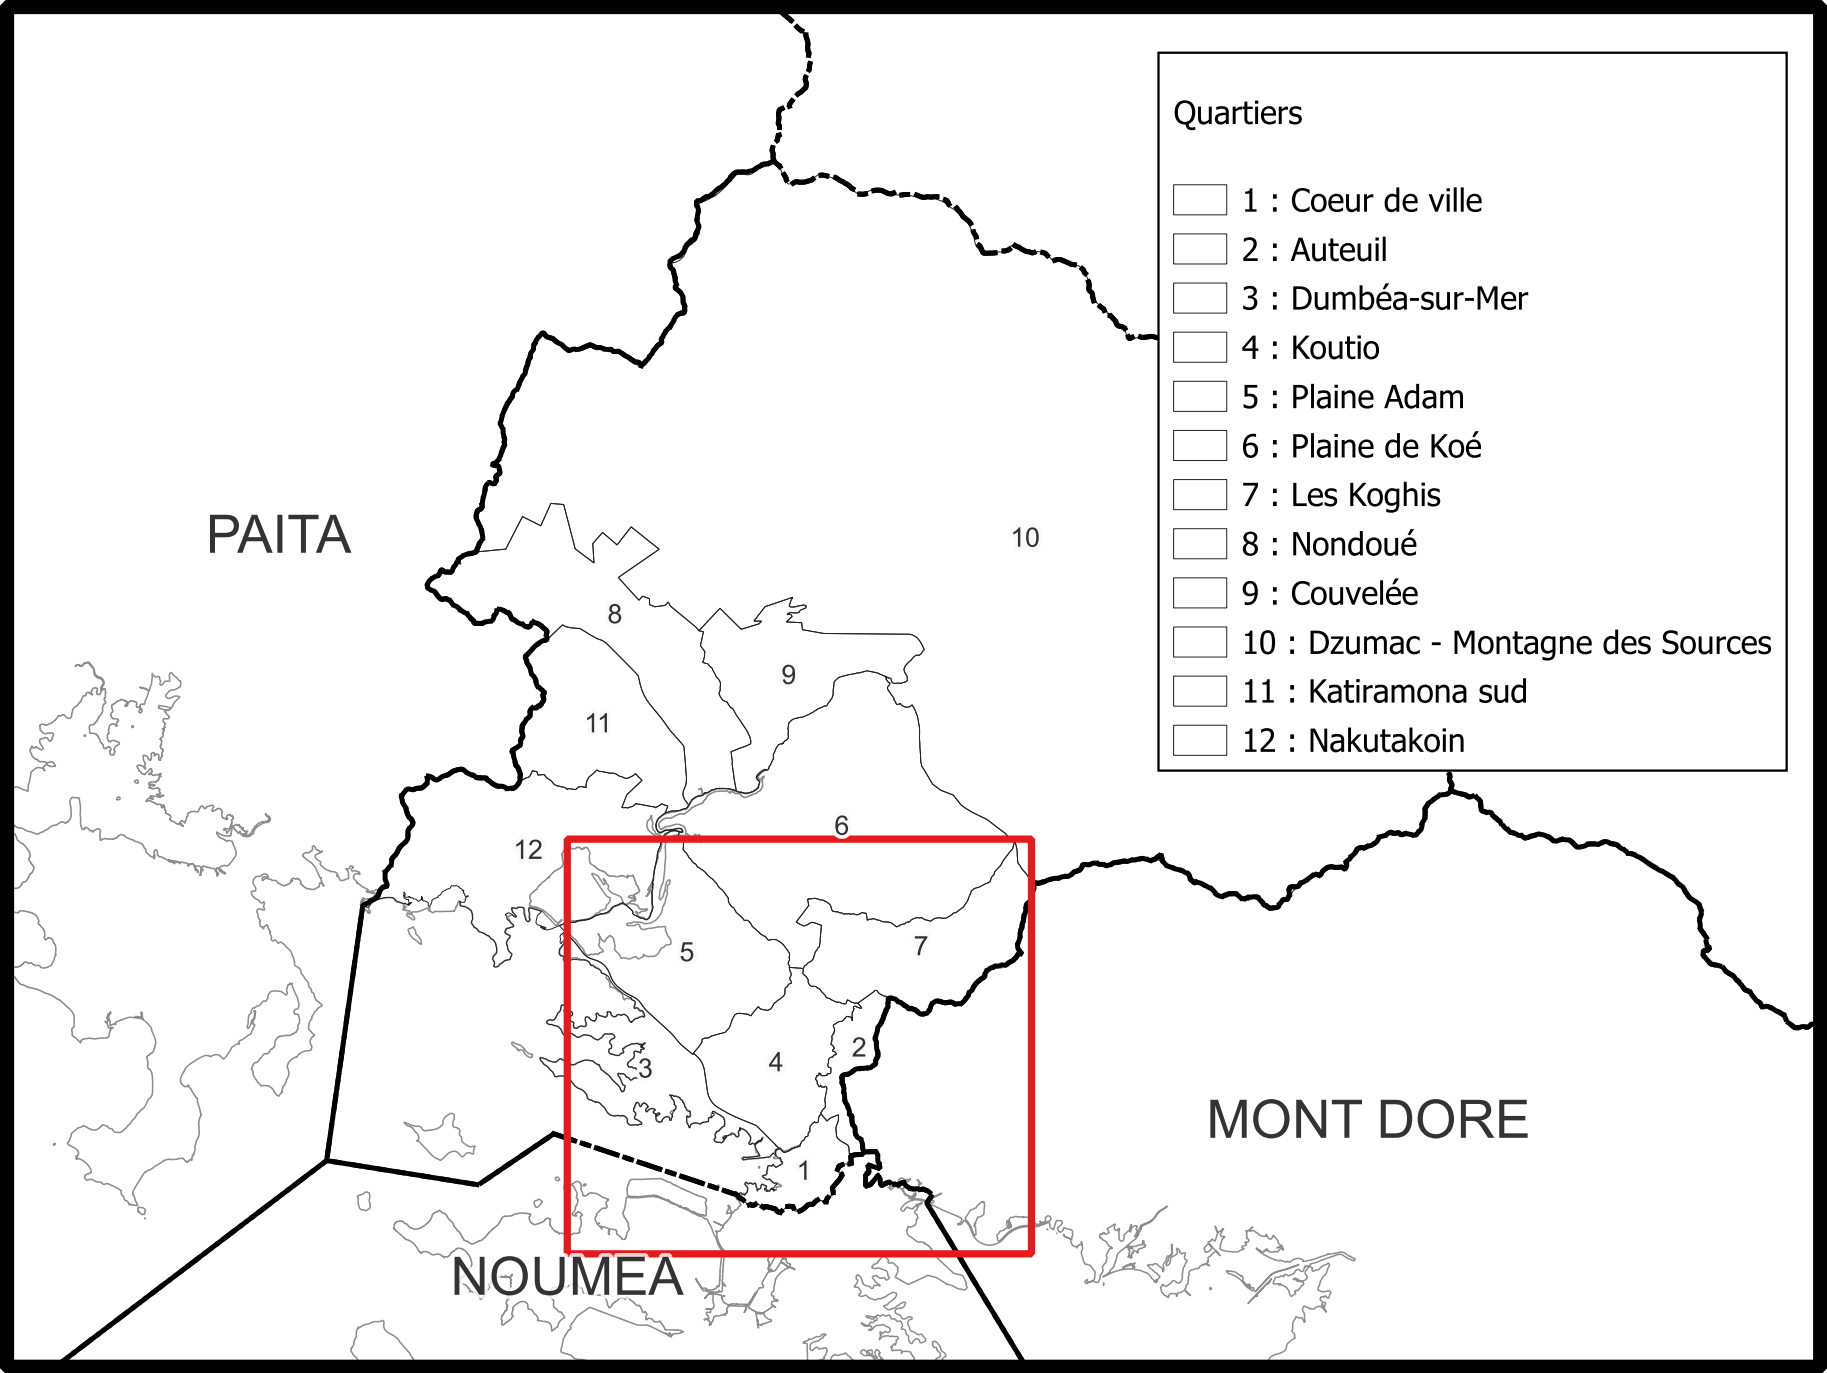 Quartiers
1 : Coeur de ville
2 : Auteuil
3 : Dumbéa-sur-Mer
4 : Koutio
5 : Plaine Adam
6 : Plaine de Koé
7 : Les Koghis
8 : Nondoué
9 : Couvelée
10 : Dzumac - Montagne des Sources
11 : Katiramona sud
12 : Nakutakoin
PAITA
10
8
9
11
6
12
7
5
2
4
3
MONT DORE
1
NOUMEA